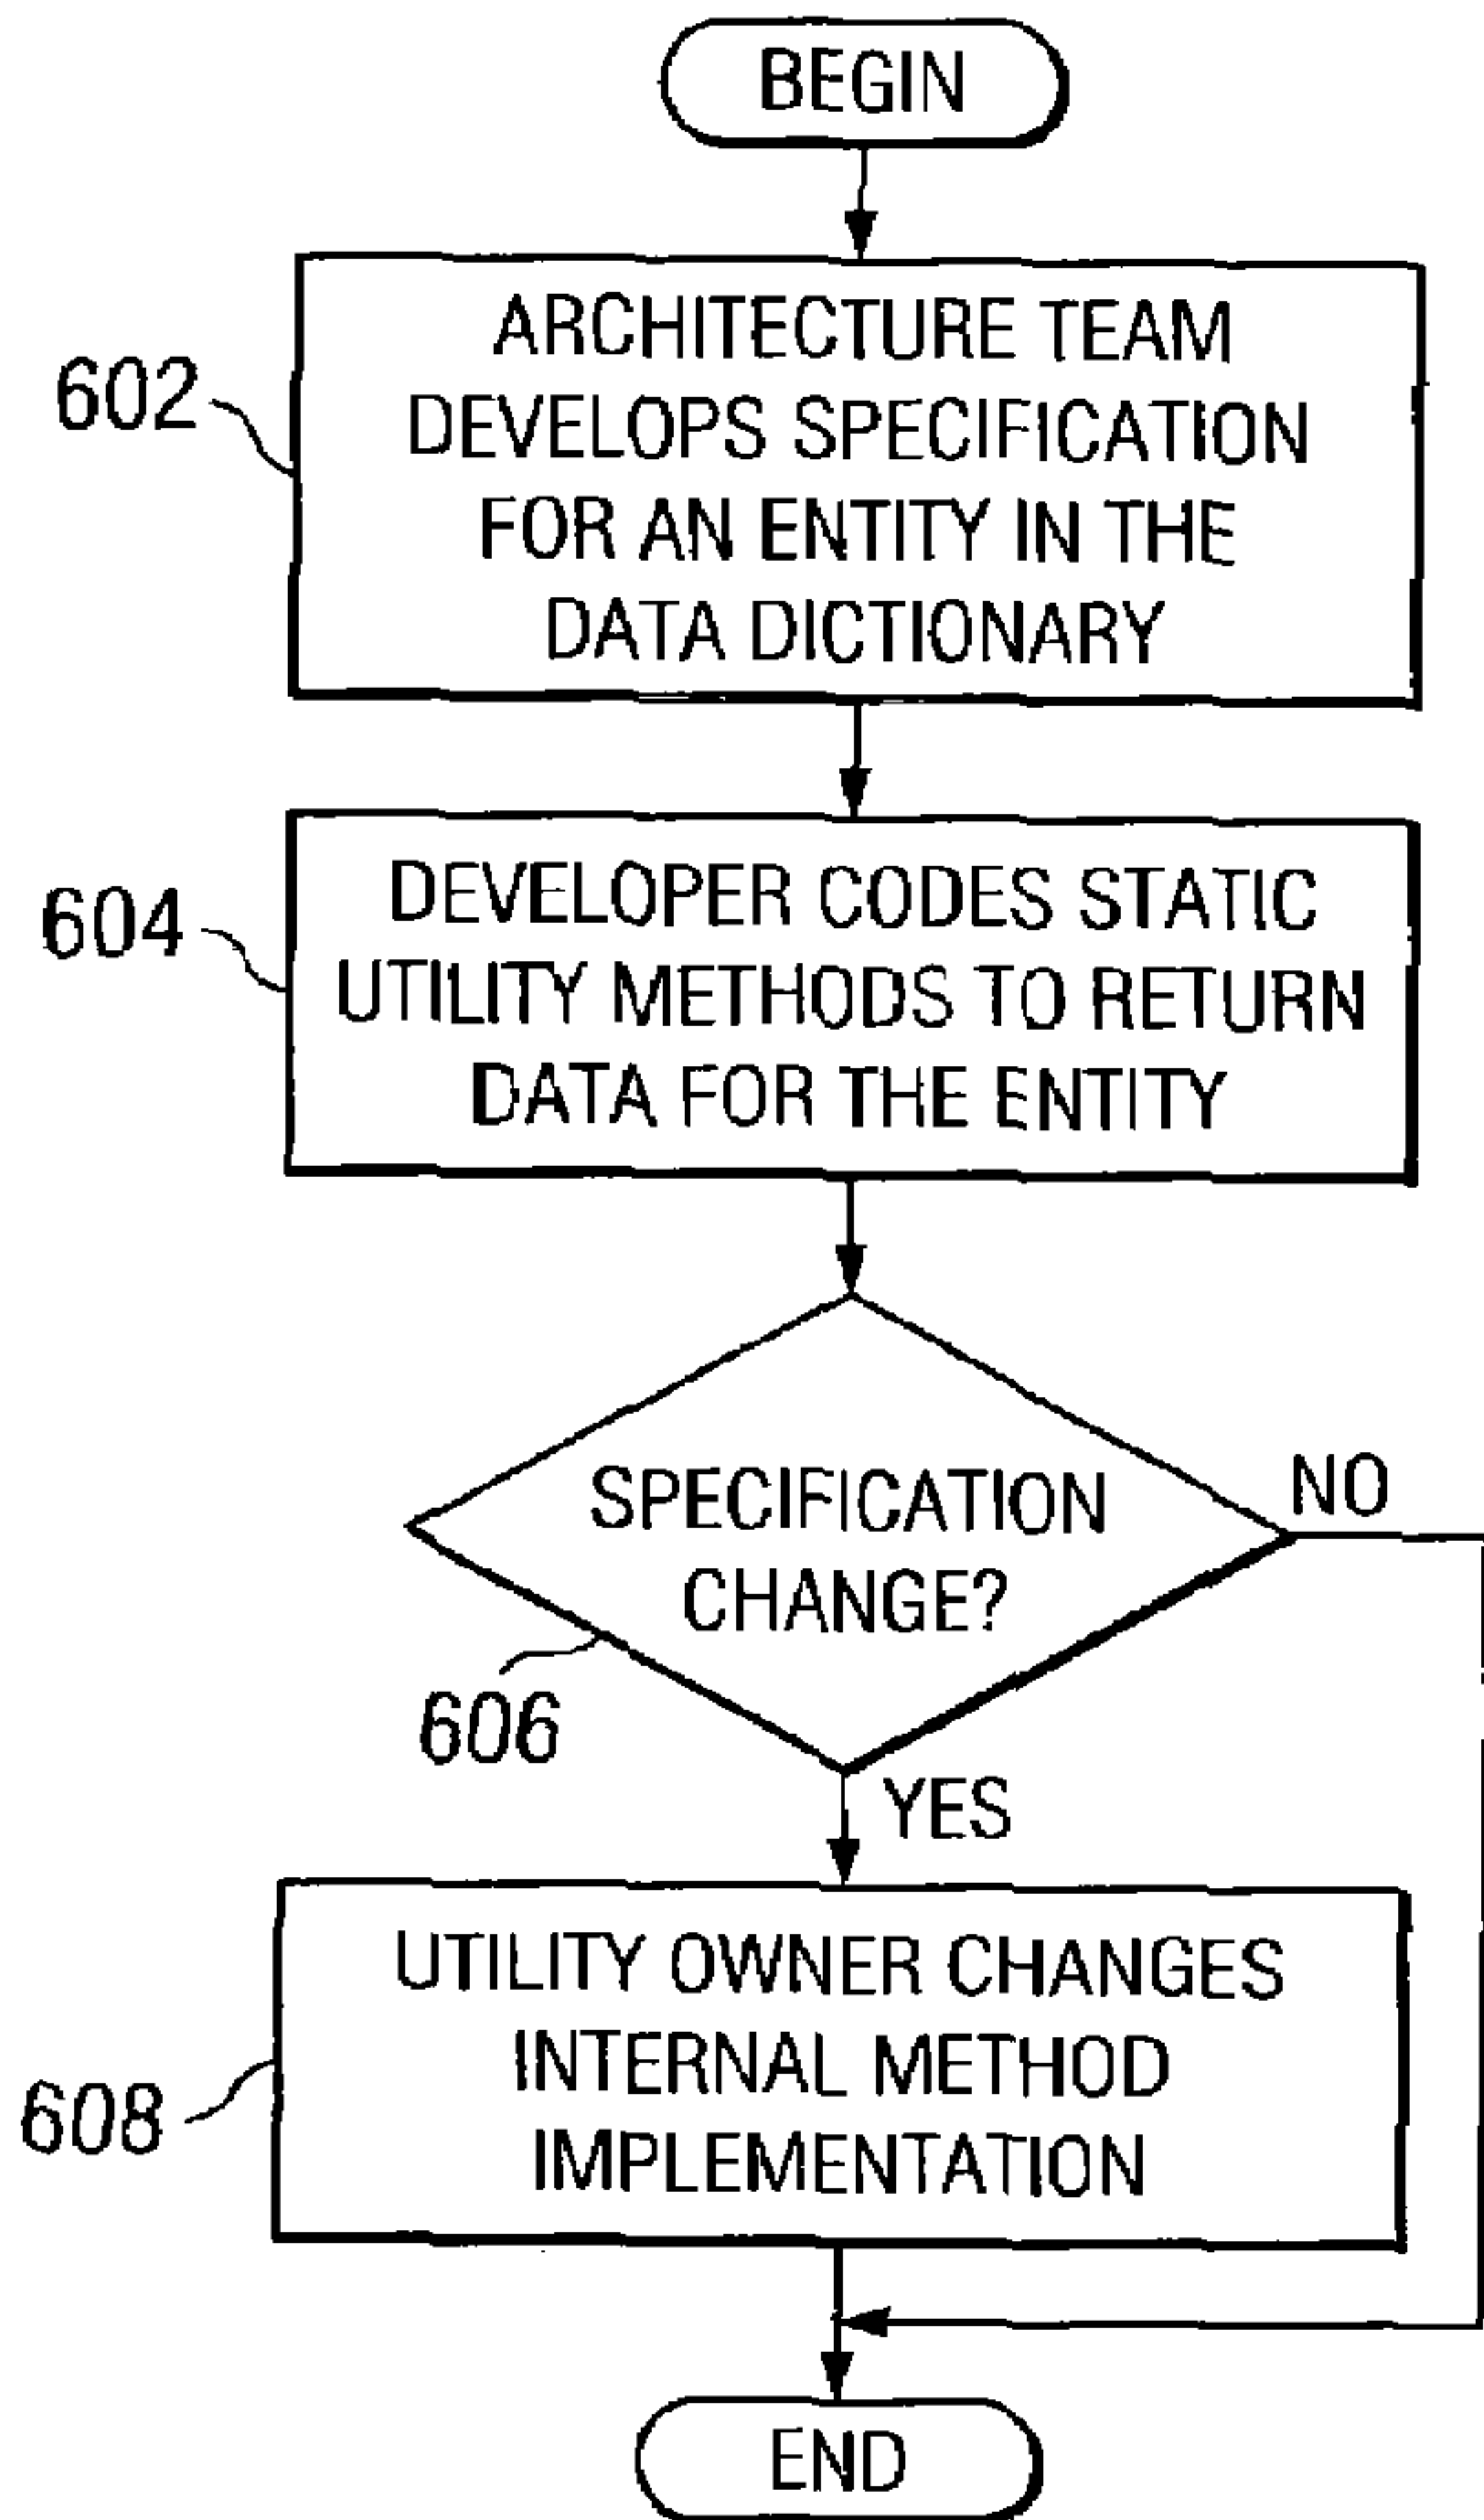 BEGIN
602
ARCHITECTURE TEAM
DEVELOPS SPECIFICATION
FOR AN ENTITY IN THE
DATA DICTIONARY
604
DEVELOPER CODES STATIC
UTILITY METHODS TO RETURN
DATA FOR THE ENTITY
SPECIFICATION
CHANGE?
NO
606
YES
UTILITY OWNER CHANGES
INTERNAL METHOD
IMPLEMENTATION
608
END